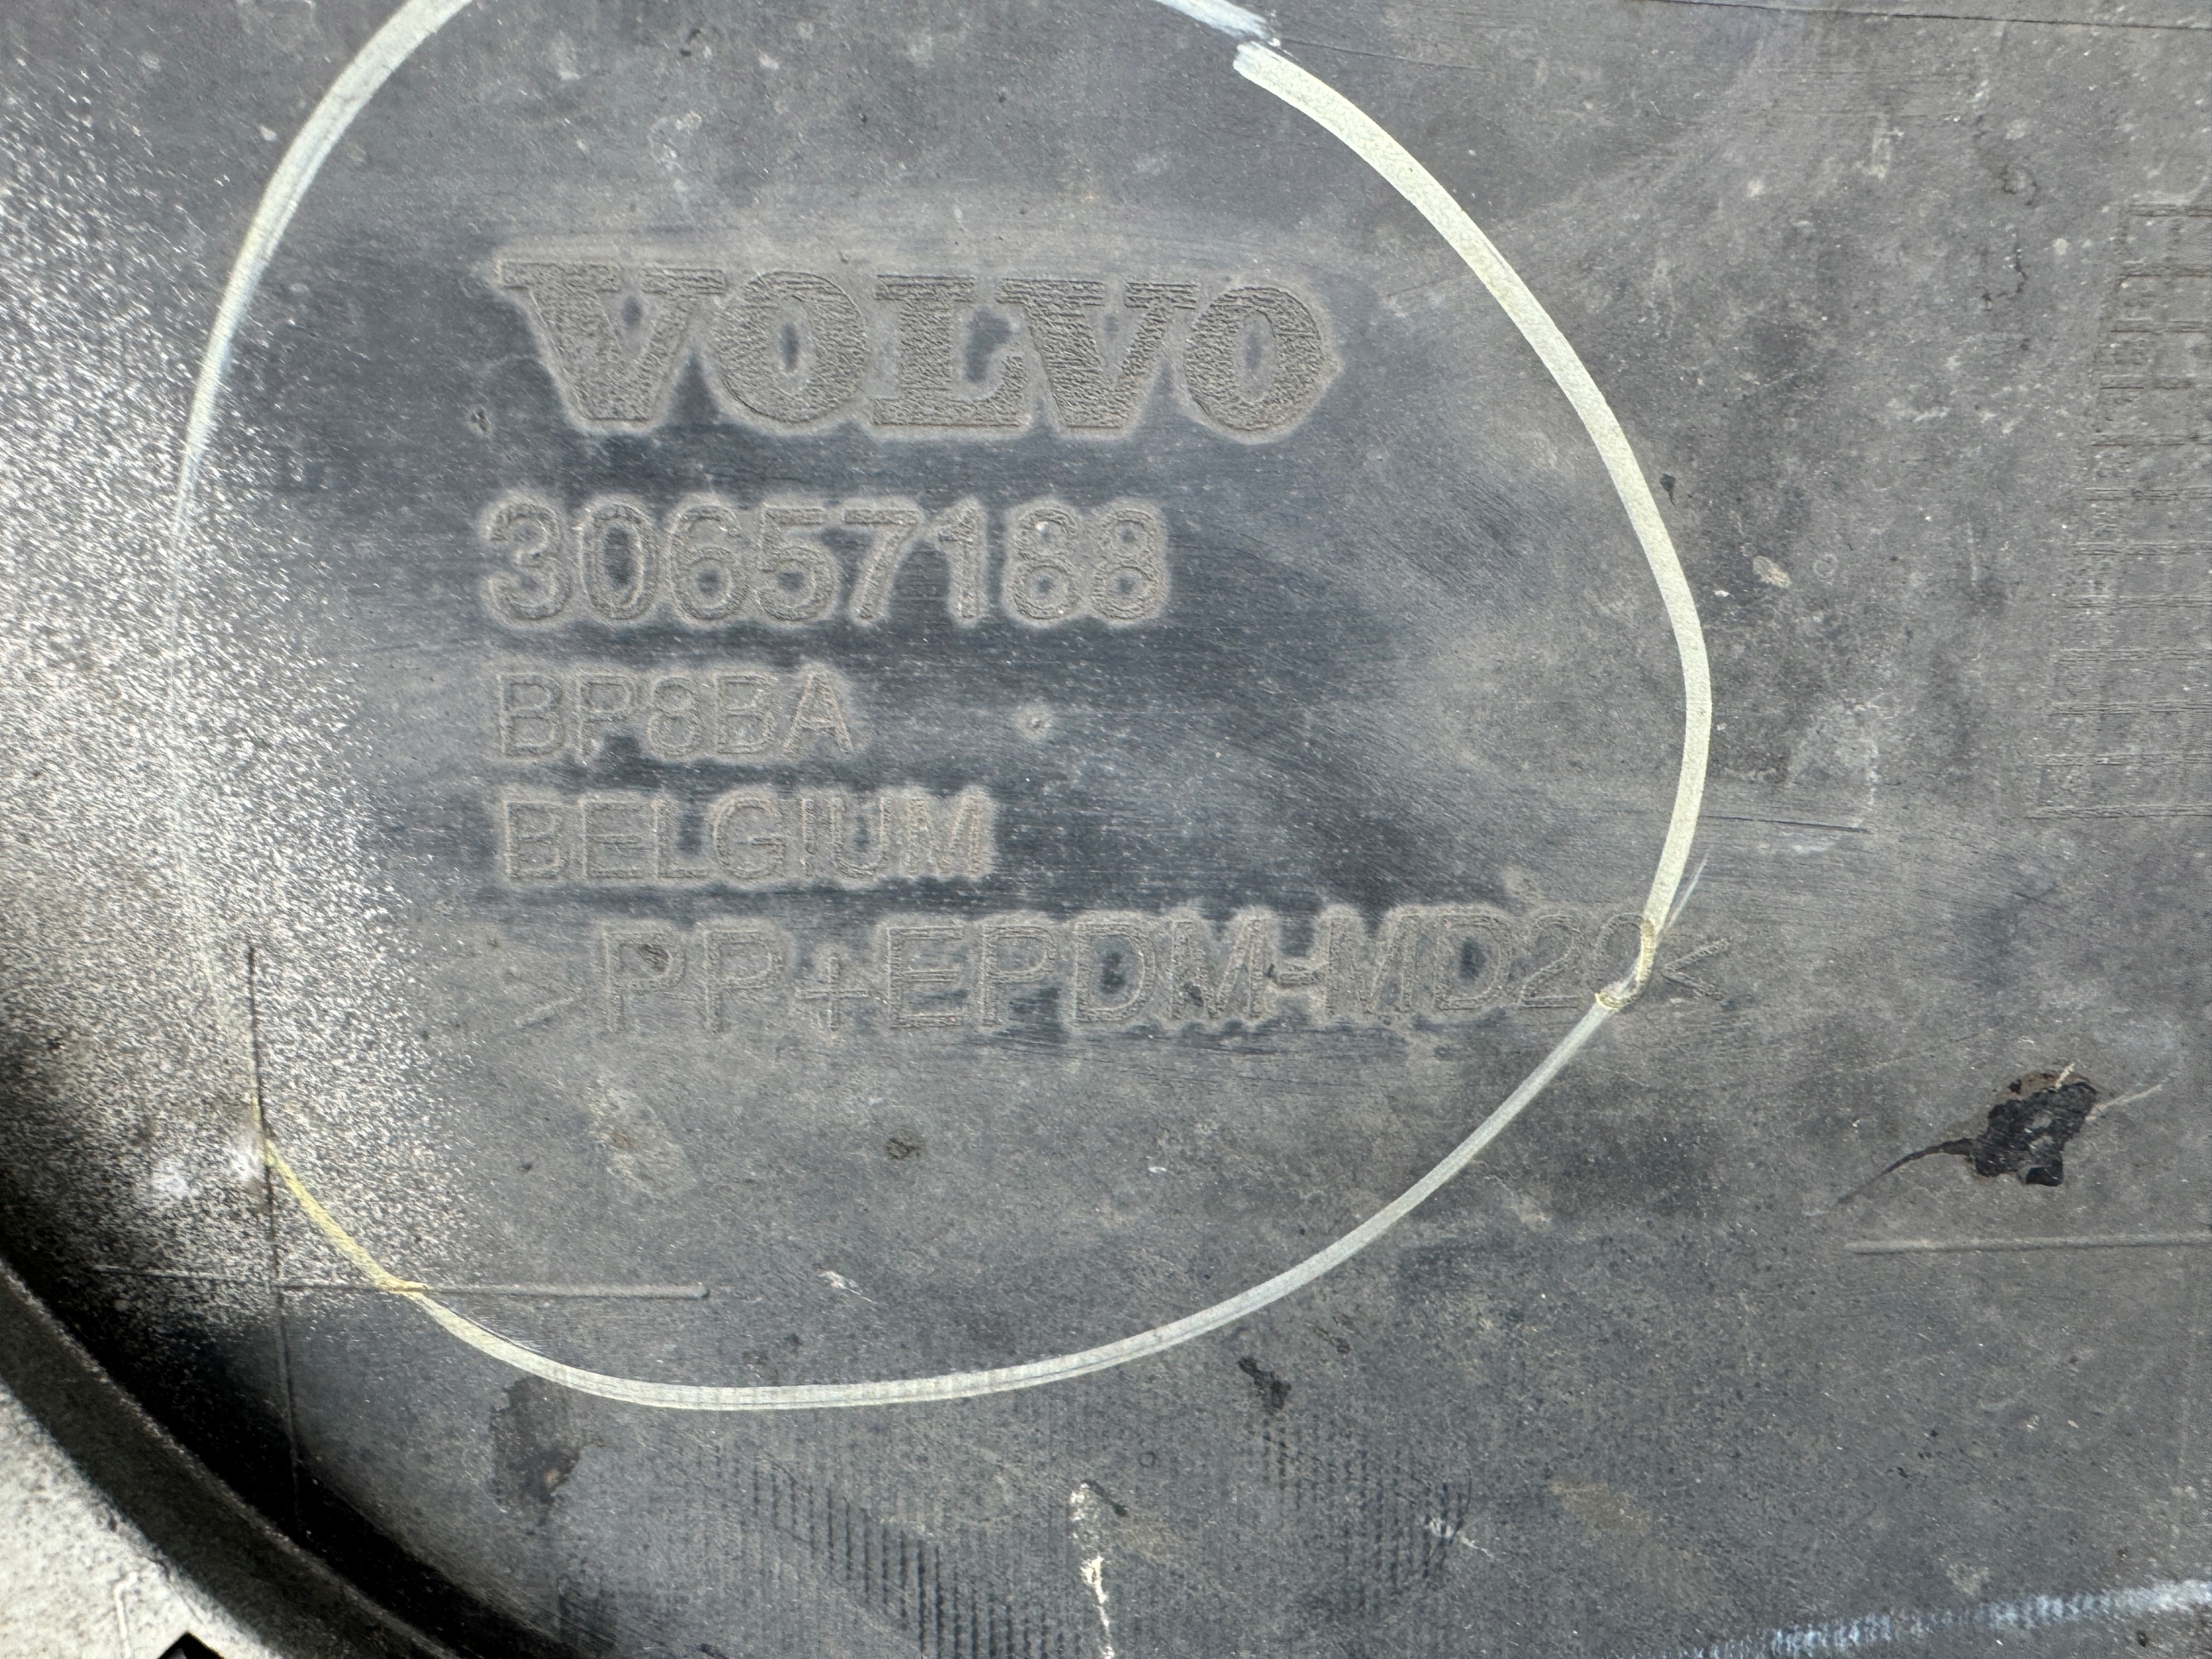 VOLVO
30657188
BP8BA
BELGIUM
>PP+EPDM-MD20<